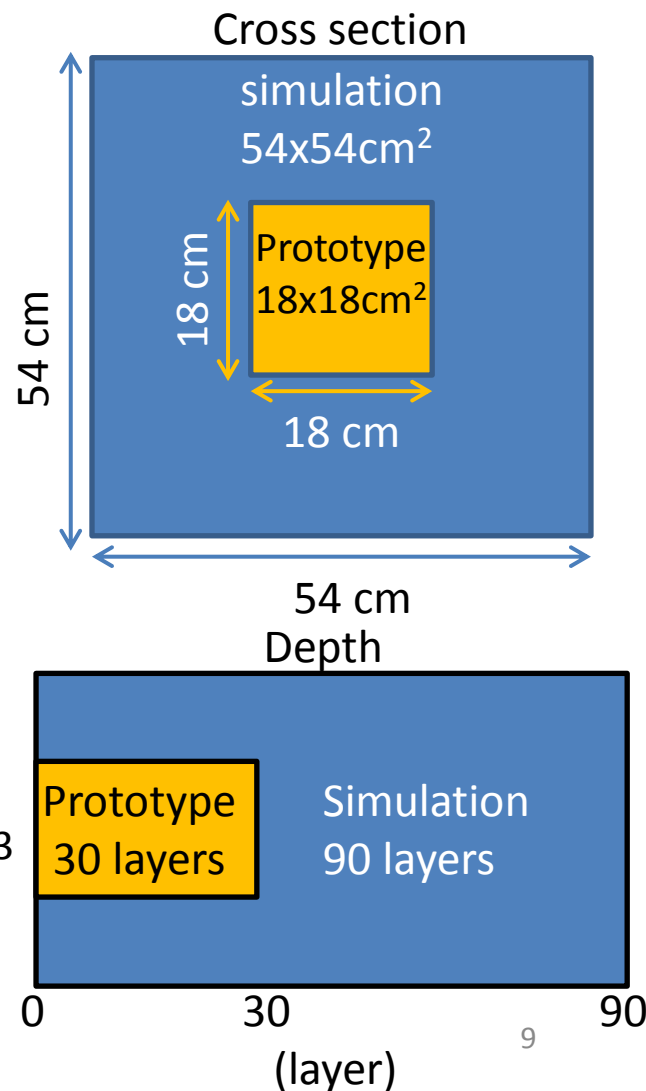 Cross section
simulation
54x54cm²
54 cm
18 cm
Prototype
18x18cm²
18 cm
54 cm
Depth
Prototype
30 layers
Simulation
90 layers
3
0 30 90
(layer)
9